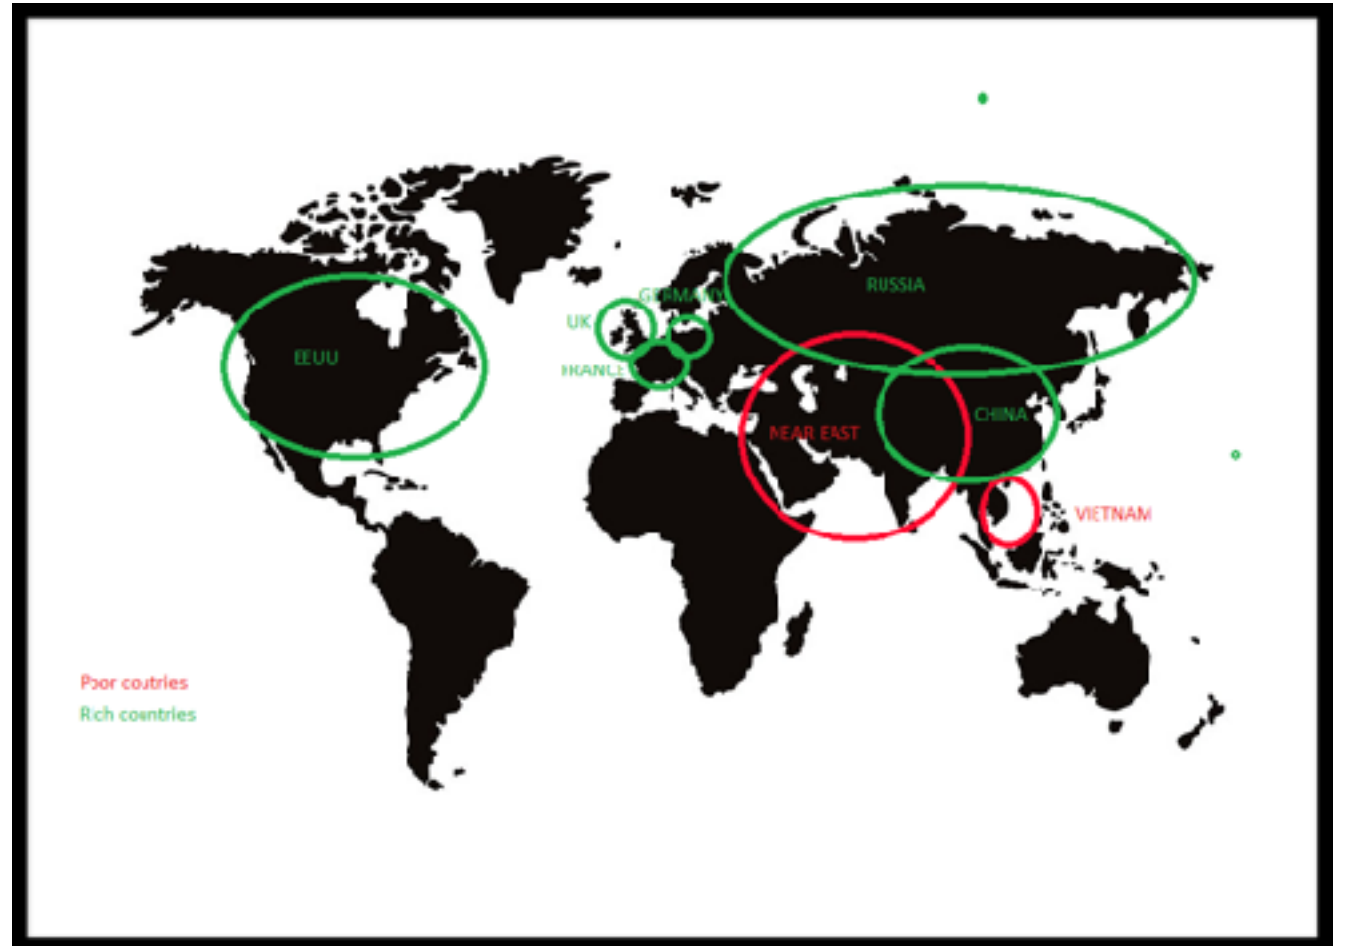 RUSSIA
GERMANY
UK
EEUU
FRANCE
CHINA
NEAR EAST
VIETNAM
Poor coutries
Rich countries